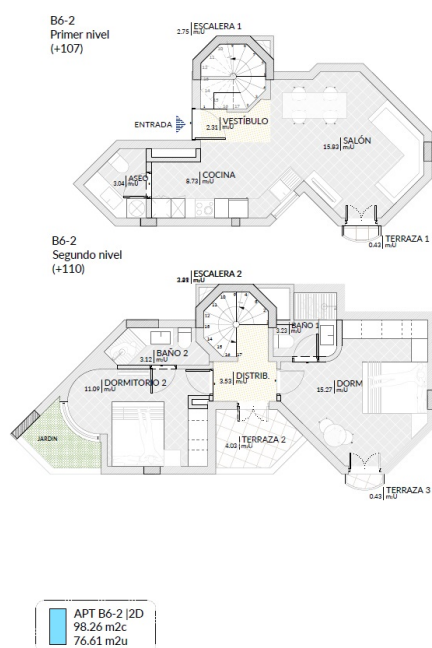 B6-2
Primer nivel
(+107)
ESCALERA 1
2.75 m2U
VESTÍBULO
2.31 m2U
ENTRADA
SALÓN
15.83 m2U
ASEO
3.04 m2U
COCINA
8.73 m2U
TERRAZA 1
0.43 m2U
B6-2
Segundo nivel
(+110)
ESCALERA 2
BAÑO 1
3.23 m2U
BAÑO 2
3.12 m2U
DORMITORIO 2
11.09 m2U
DISTRIB.
3.53 m2U
DORM
15.27 m2U
JARDIN
TERRAZA 2
4.03 m2U
TERRAZA 3
0.43 m2U
APT B6-2 |2D
98.26 m2c
76.61 m2u